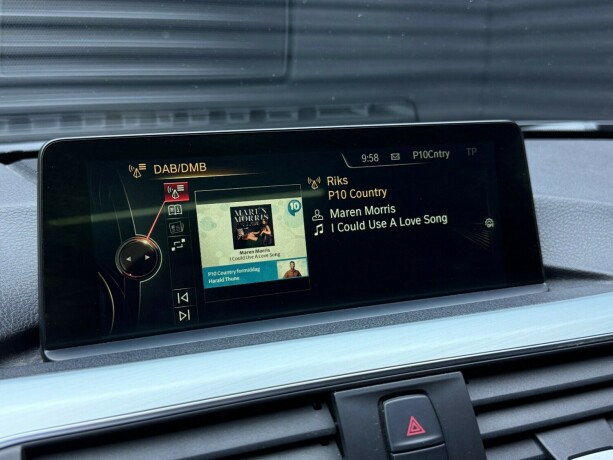 DAB/DMB
9:58
P10Cntry
TP
Riks
P10 Country
Maren Morris
I Could Use A Love Song
10
MAREN
MORRIS
Maren Morris
I Could Use A Love Song
P10 Country formiddag
Harald Thune